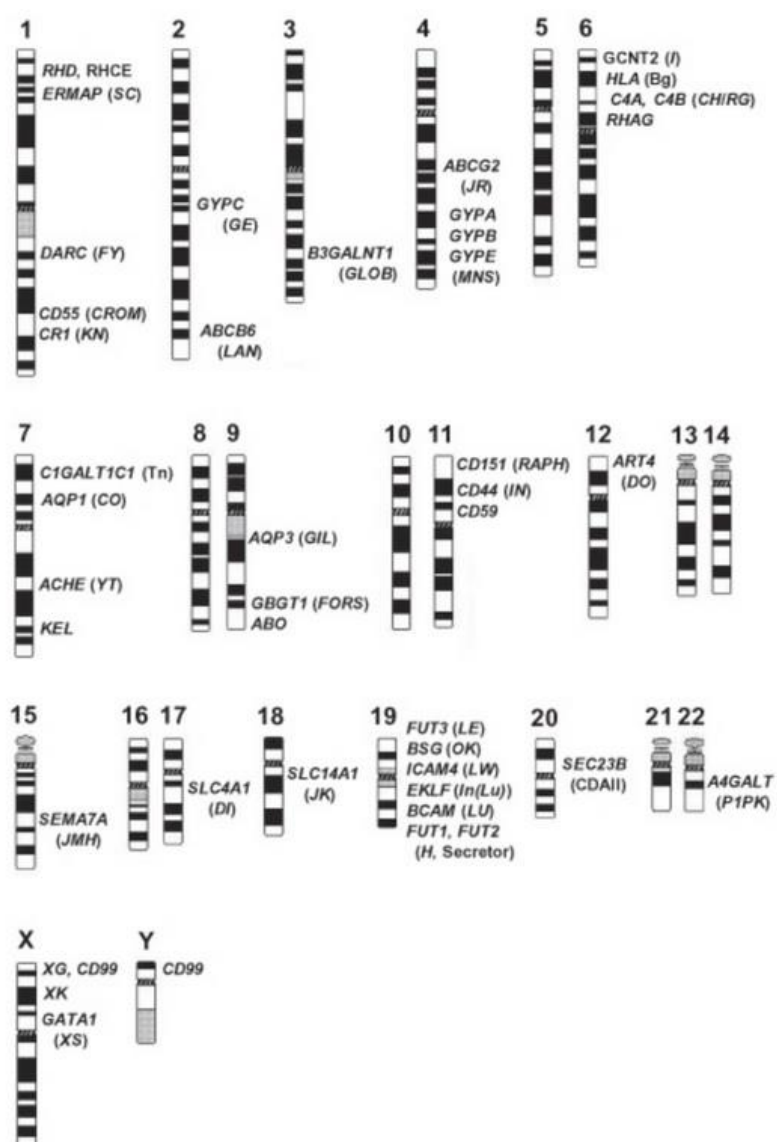 1 2 3 4 5 6
RHD, RHCE
ERMAP (SC)
DARC (FY)
CD55 (CROM)
CR1 (KN)
GYPC
(GE)
ABCB6
(LAN)
B3GALNT1
(GLOB)
ABCG2
(JR)
GYPA
GYPB
GYPE
(MNS)
GCNT2 (I)
HLA (Bg)
C4A, C4B (CH/RG)
RHAG
7 8 9 10 11 12 13 14
C1GALT1C1 (Tn)
AQP1 (CO)
ACHE (YT)
KEL
AQP3 (GIL)
GBGT1 (FORS)
ABO
CD151 (RAPH)
CD44 (IN)
CD59
ART4
(DO)
15 16 17 18 19 20 21 22
SEMA7A
(JMH)
SLC4A1
(DI)
SLC14A1
(JK)
FUT3 (LE)
BSG (OK)
ICAM4 (LW)
EKLF (In(Lu))
BCAM (LU)
FUT1, FUT2
(H, Secretor)
SEC23B
(CDAII)
A4GALT
(P1PK)
X Y
XG, CD99
XK
GATA1
(XS)
CD99